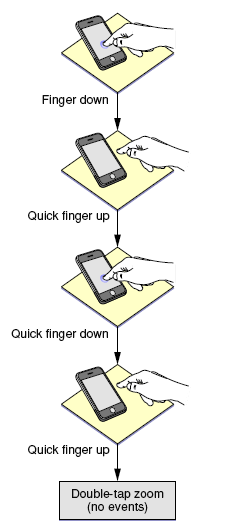 Finger down
Quick finger up
Quick finger down
Quick finger up
Double-tap zoom
(no events)